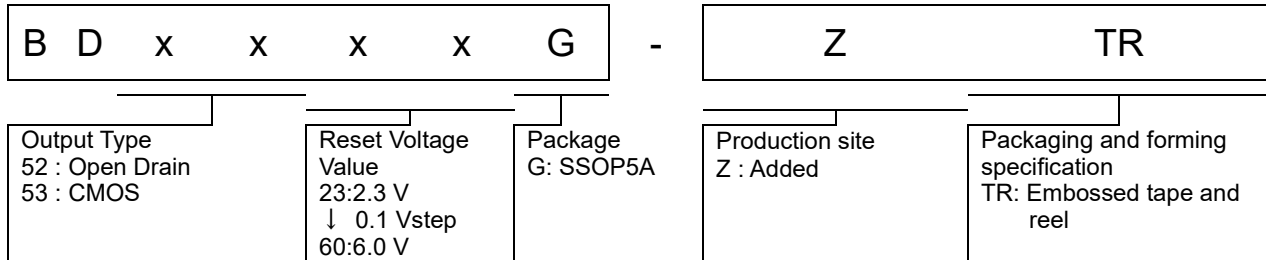 B D x x x x G - Z TR
Output Type
52 : Open Drain
53 : CMOS
Reset Voltage
Value
23:2.3 V
↓ 0.1 Vstep
60:6.0 V
Package
G: SSOP5A
Production site
Z : Added
Packaging and forming
specification
TR: Embossed tape and
reel